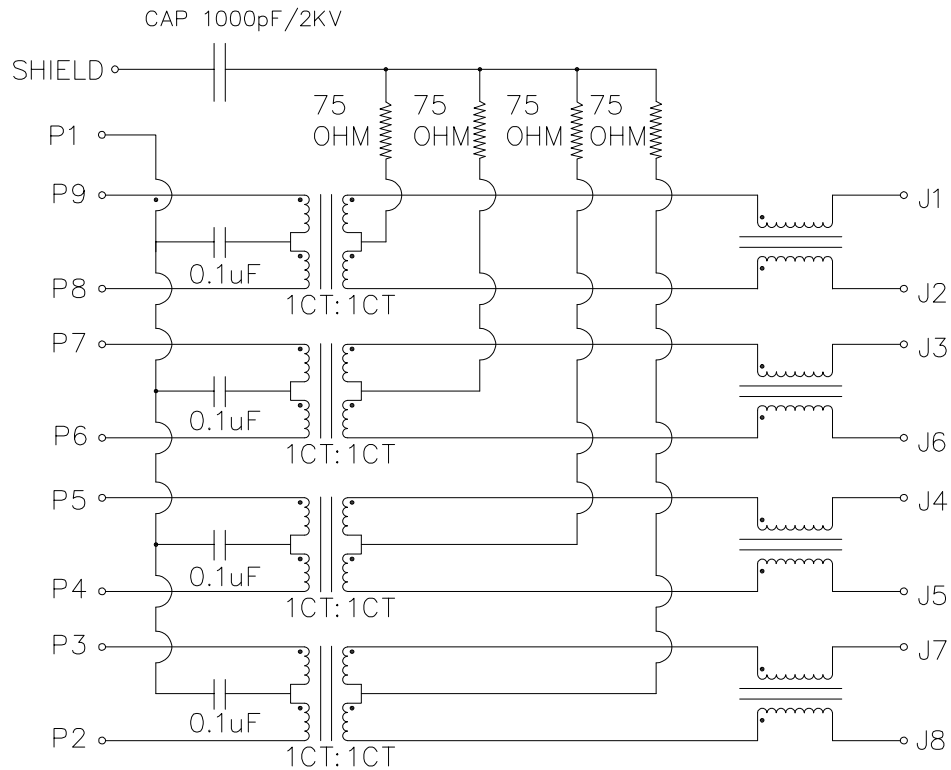 CAP 1000pF/2KV
SHIELD
75 OHM
75 OHM
75 OHM
75 OHM
P1
P9
J1
0.1uF
P8
1CT:1CT
J2
P7
J3
0.1uF
P6
1CT:1CT
J6
P5
J4
0.1uF
P4
1CT:1CT
J5
P3
J7
0.1uF
P2
1CT:1CT
J8